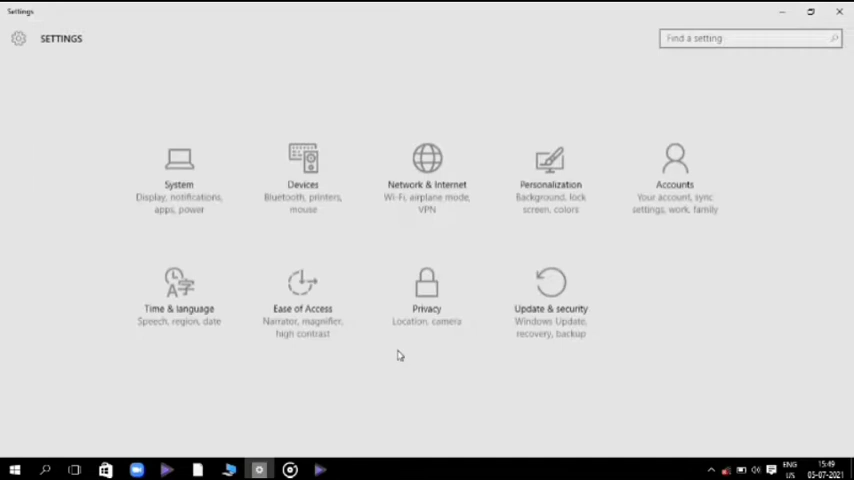 Settings
SETTINGS
Find a setting
System
Display, notifications,
apps, power
Devices
Bluetooth, printers,
mouse
Network & Internet
Wi-Fi, airplane mode,
VPN
Personalization
Background, lock
screen, colors
Accounts
Your account, sync
settings, work, family
Time & language
Speech, region, date
Ease of Access
Narrator, magnifier,
high contrast
Privacy
Location, camera
Update & security
Windows Update,
recovery, backup
ENG
US
15:49
05-07-2021